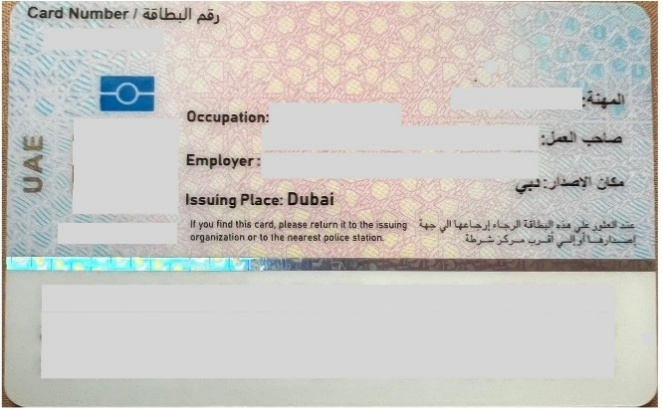 Card Number / رقم البطاقة
المهنة:
Occupation:
صاحب العمل:
Employer :
مكان الاصدار: دبي
Issuing Place: Dubai
UAE
If you find this card, please return it to the issuing
organization or to the nearest police station.
عند العثور على هذه البطاقة الرجاء إرجاعها الي جهة
إصدارها أو إلى أقرب مركز شرطة